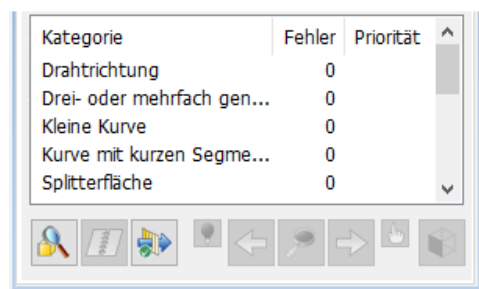 Kategorie Fehler Priorität
Drahtrichtung 0
Drei- oder mehrfach gen... 0
Kleine Kurve 0
Kurve mit kurzen Segme... 0
Splitterfläche 0